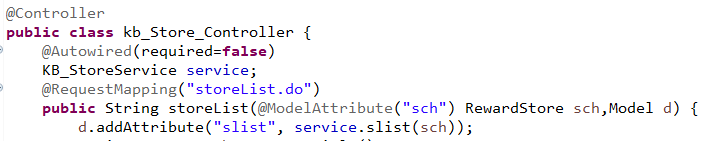 @Controller
public class kb_Store_Controller {
@Autowired(required=false)
KB_StoreService service;
@RequestMapping("storeList.do")
public String storeList(@ModelAttribute("sch") RewardStore sch,Model d) {
d.addAttribute("slist", service.slist(sch));